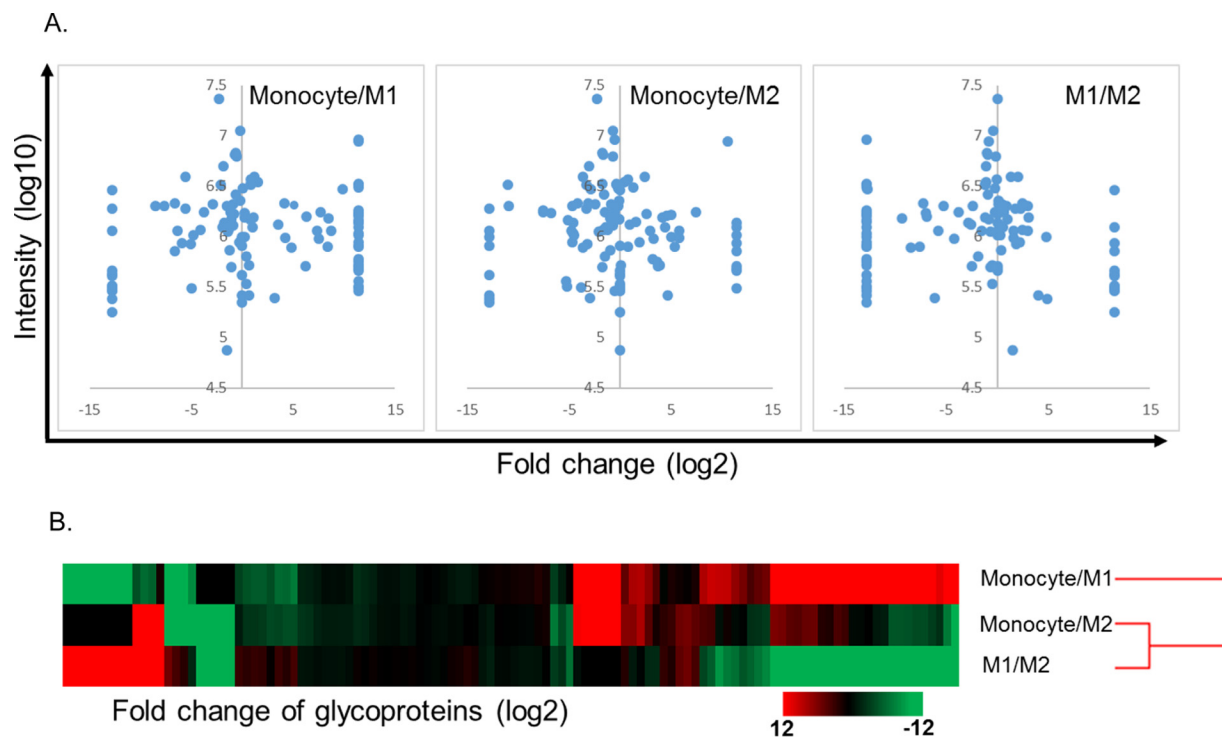 A.
Intensity (log10)
Monocyte/M1
7.5
7
6.5
6
5.5
5
4.5
-15 -5 5 15
Monocyte/M2
7.5
7
6.5
6
5.5
5
4.5
-15 -5 5 15
M1/M2
7.5
7
6.5
6
5.5
5
4.5
-15 -5 5 15
Fold change (log2)
B.
Monocyte/M1
Monocyte/M2
M1/M2
Fold change of glycoproteins (log2)
12 -12